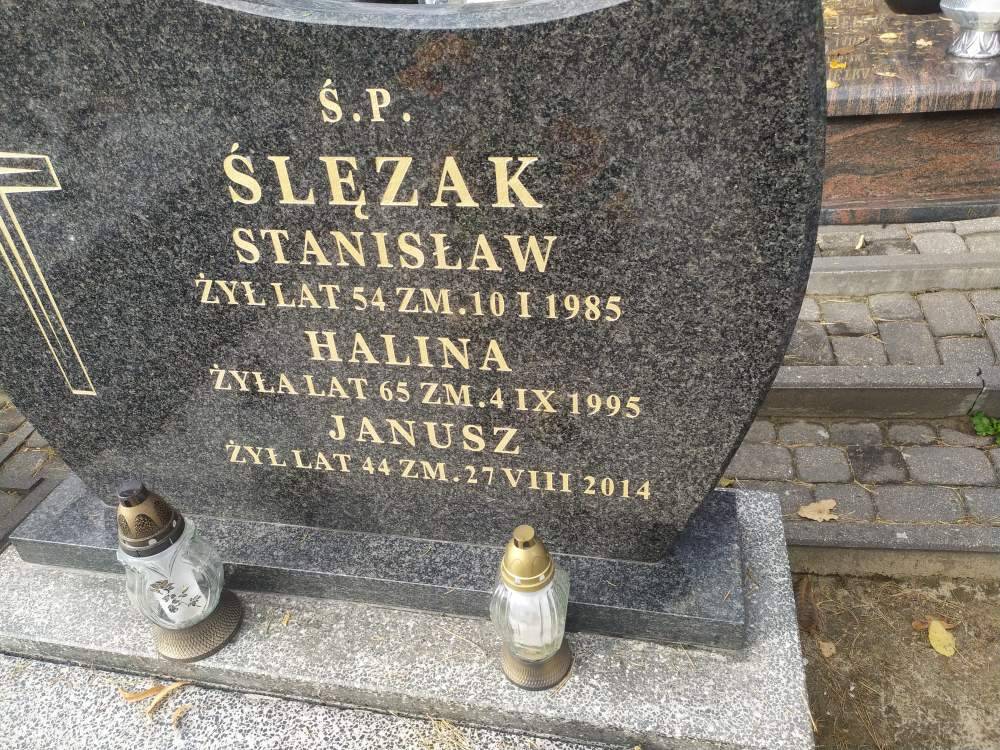 Ś.P.
ŚLĘZAK
STANISŁAW
ŻYŁ LAT 54 ZM. 10 I 1985
HALINA
ŻYŁA LAT 65 ZM. 4 IX 1995
JANUSZ
ŻYŁ LAT 44 ZM. 27 VIII 2014